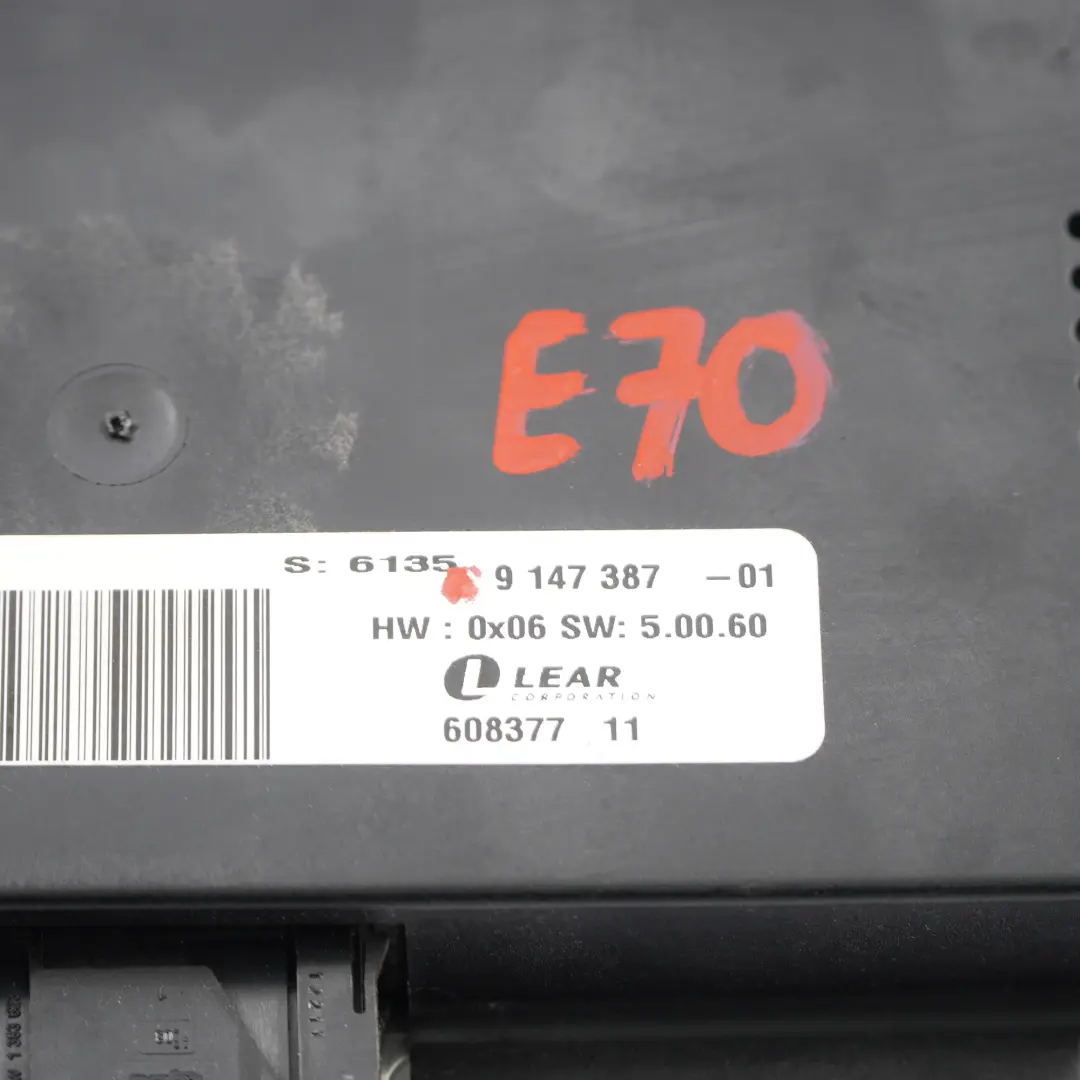 E70
S: 6135 9 147 387 -01
HW : 0x06 SW: 5.00.60
L LEAR
CORPORATION
608377 11